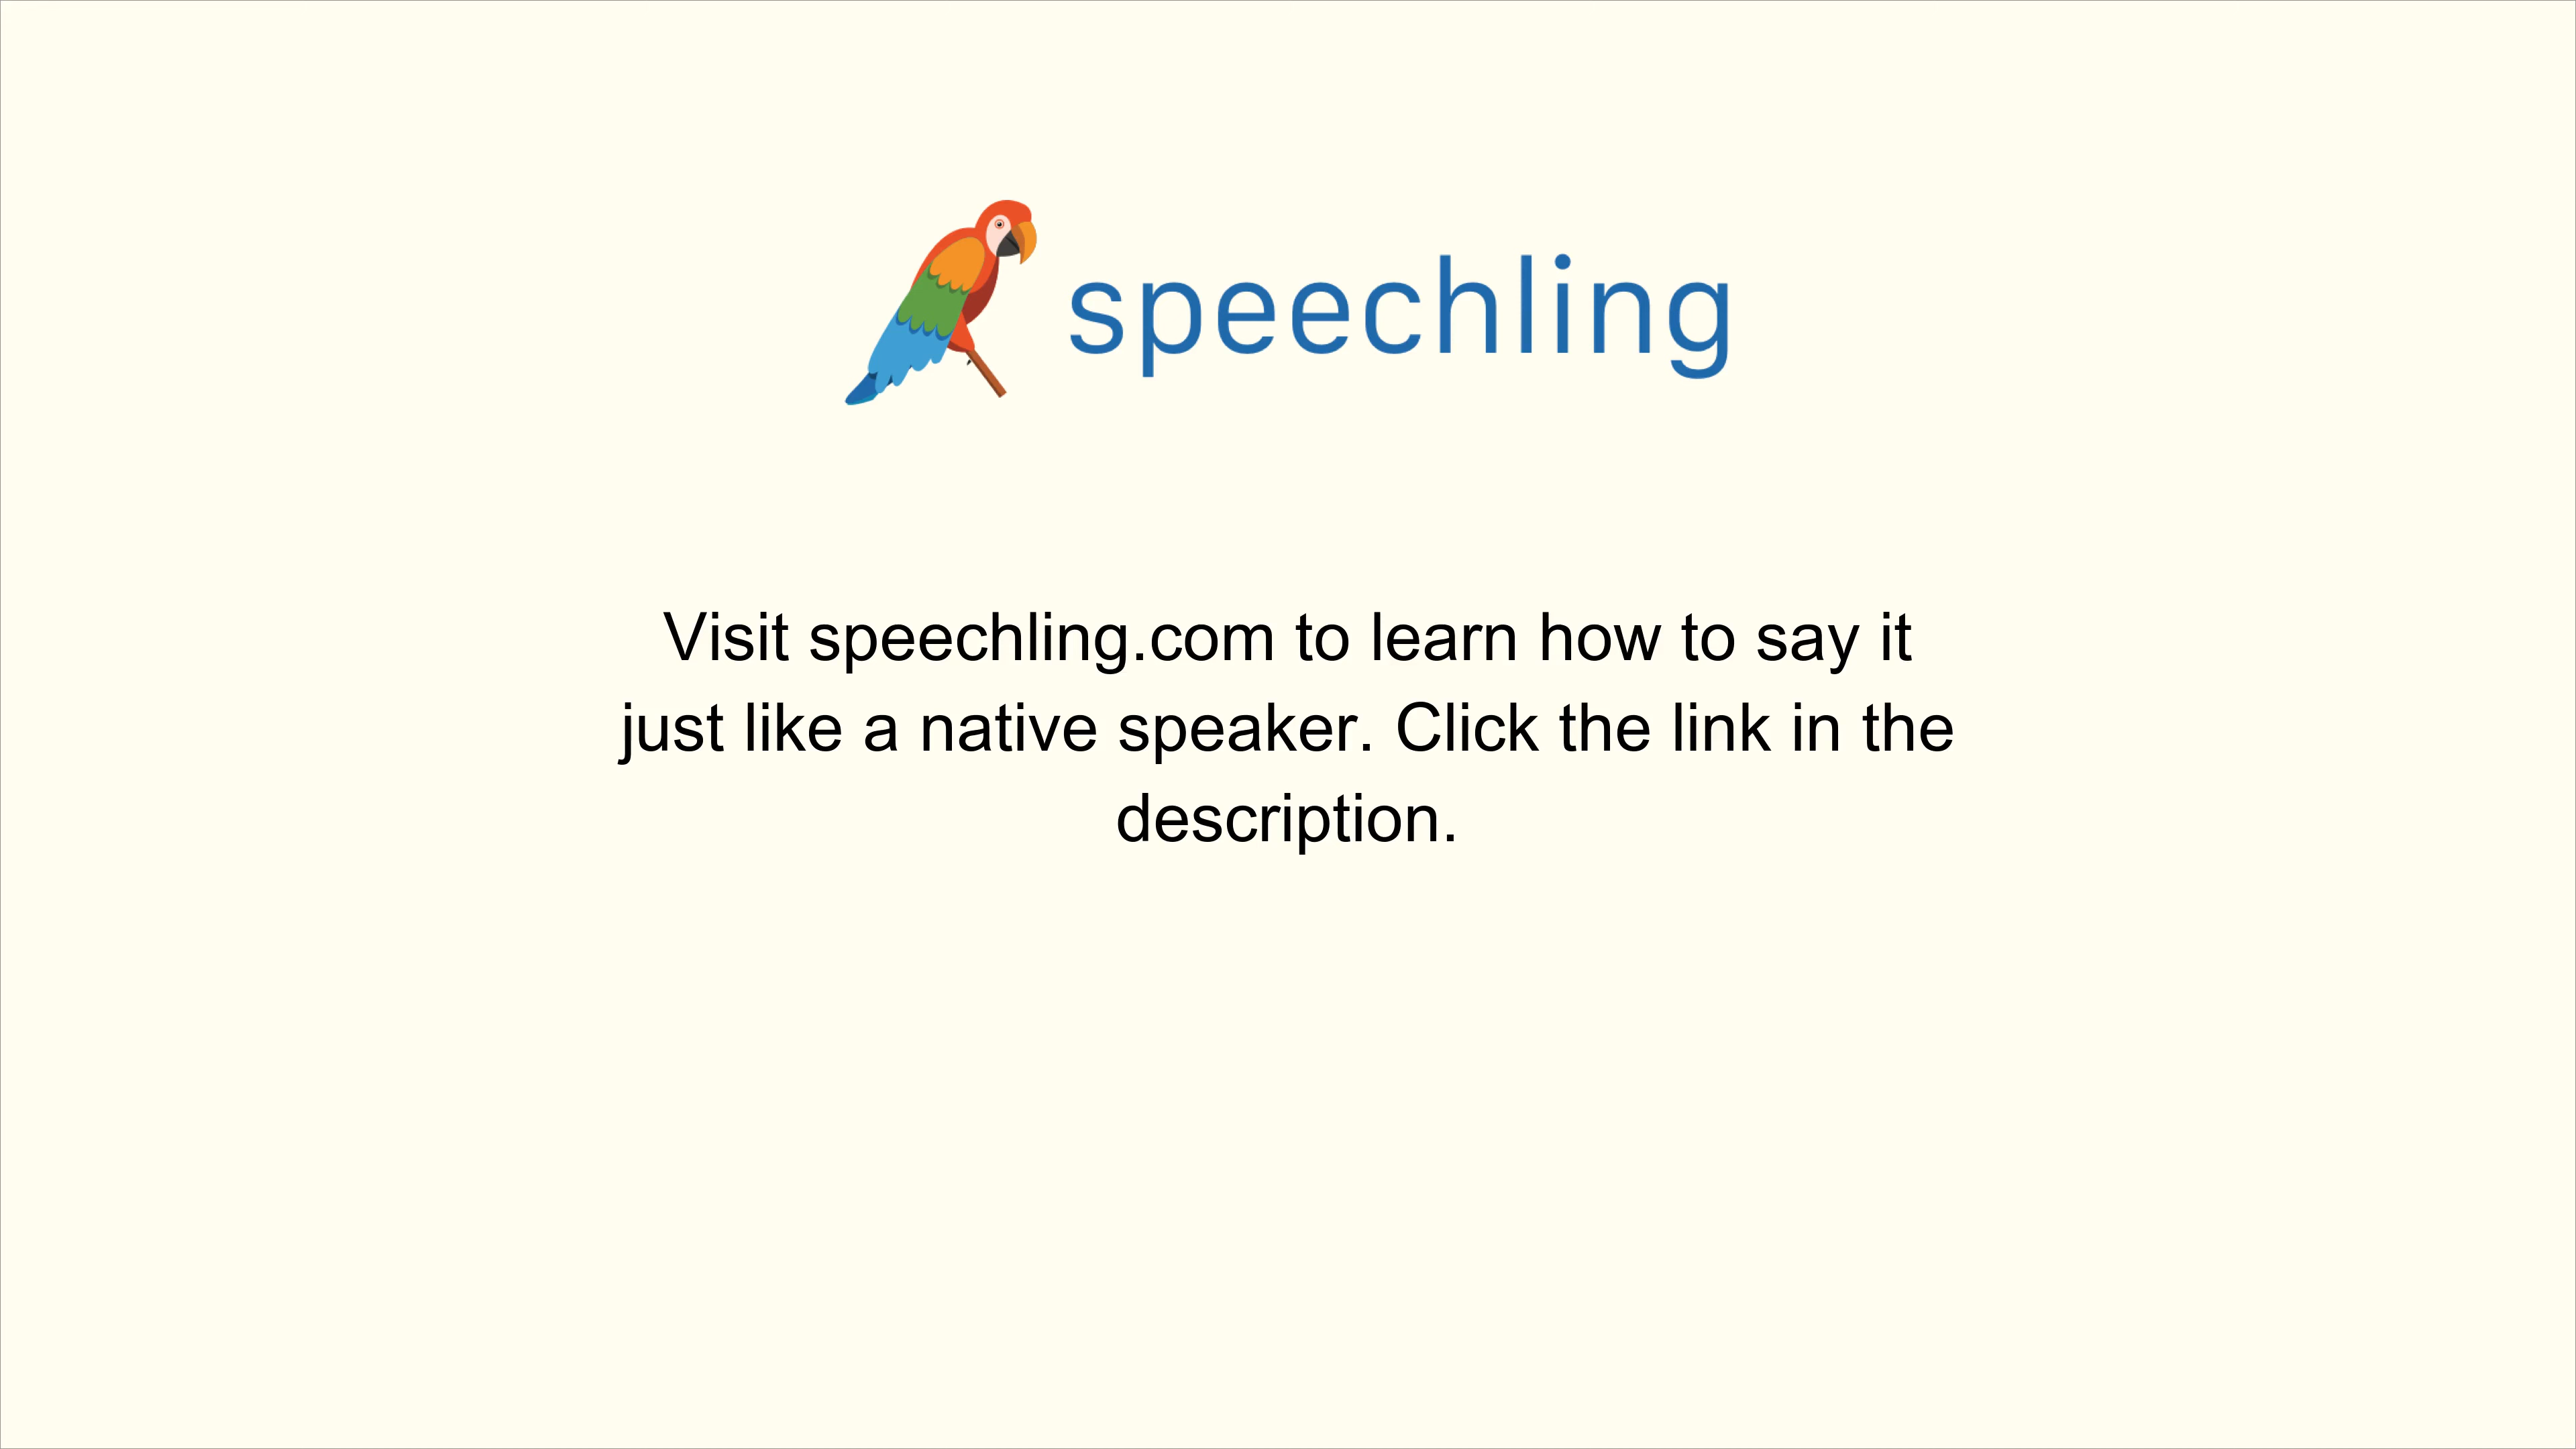 speechling
Visit speechling.com to learn how to say it
just like a native speaker. Click the link in the
description.